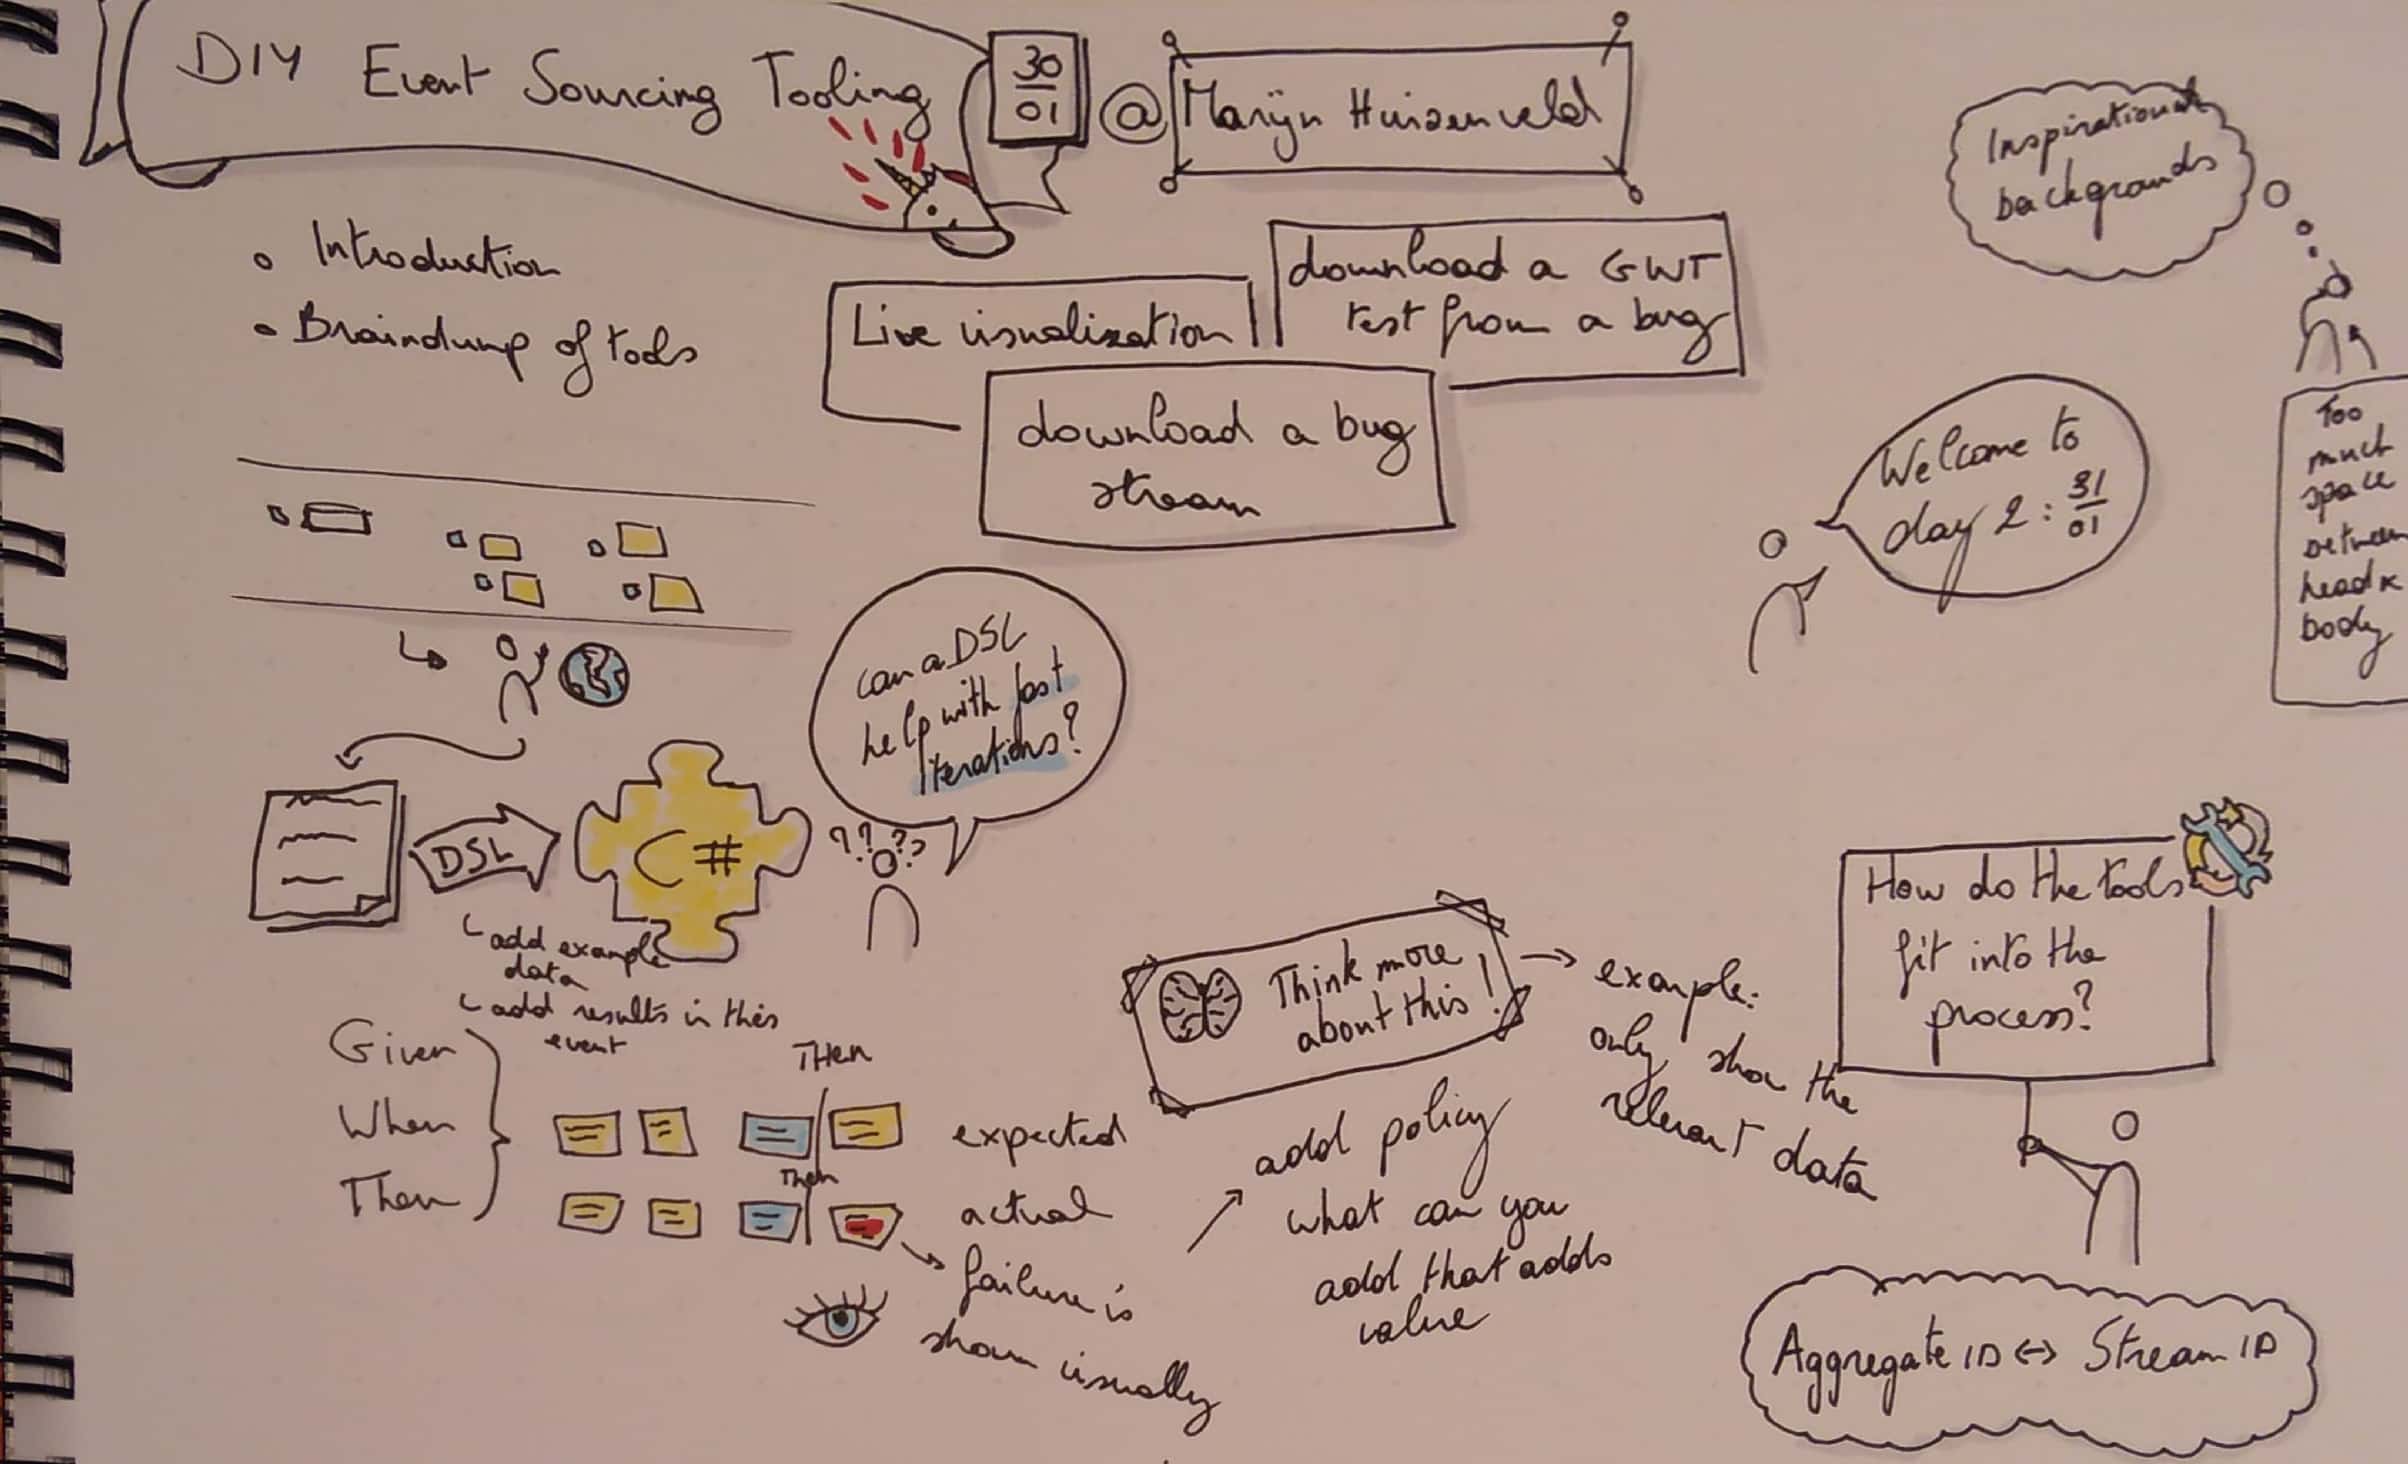 DIY Event Sourcing Tooling
30
01
@ Marijn Huizenveld
Introduction
Braindump of tools
Live visualization
download a GWT
test from a bug
download a bug
stream
Inspirational
backgrounds
Welcome to
day 2: 31
01
Too
much
space
between
head &
body
can a DSL
help with fast
iterations?
DSL
C#
????
add example
data
add results in this
event
Given
When
Then
THEN
expected
Then
actual
failure is
shown visually
Think more
about this!
example:
only show the
relevant data
add policy
what can you
add that adds
value
How do the tools
fit into the
process?
Aggregate ID <-> Stream ID